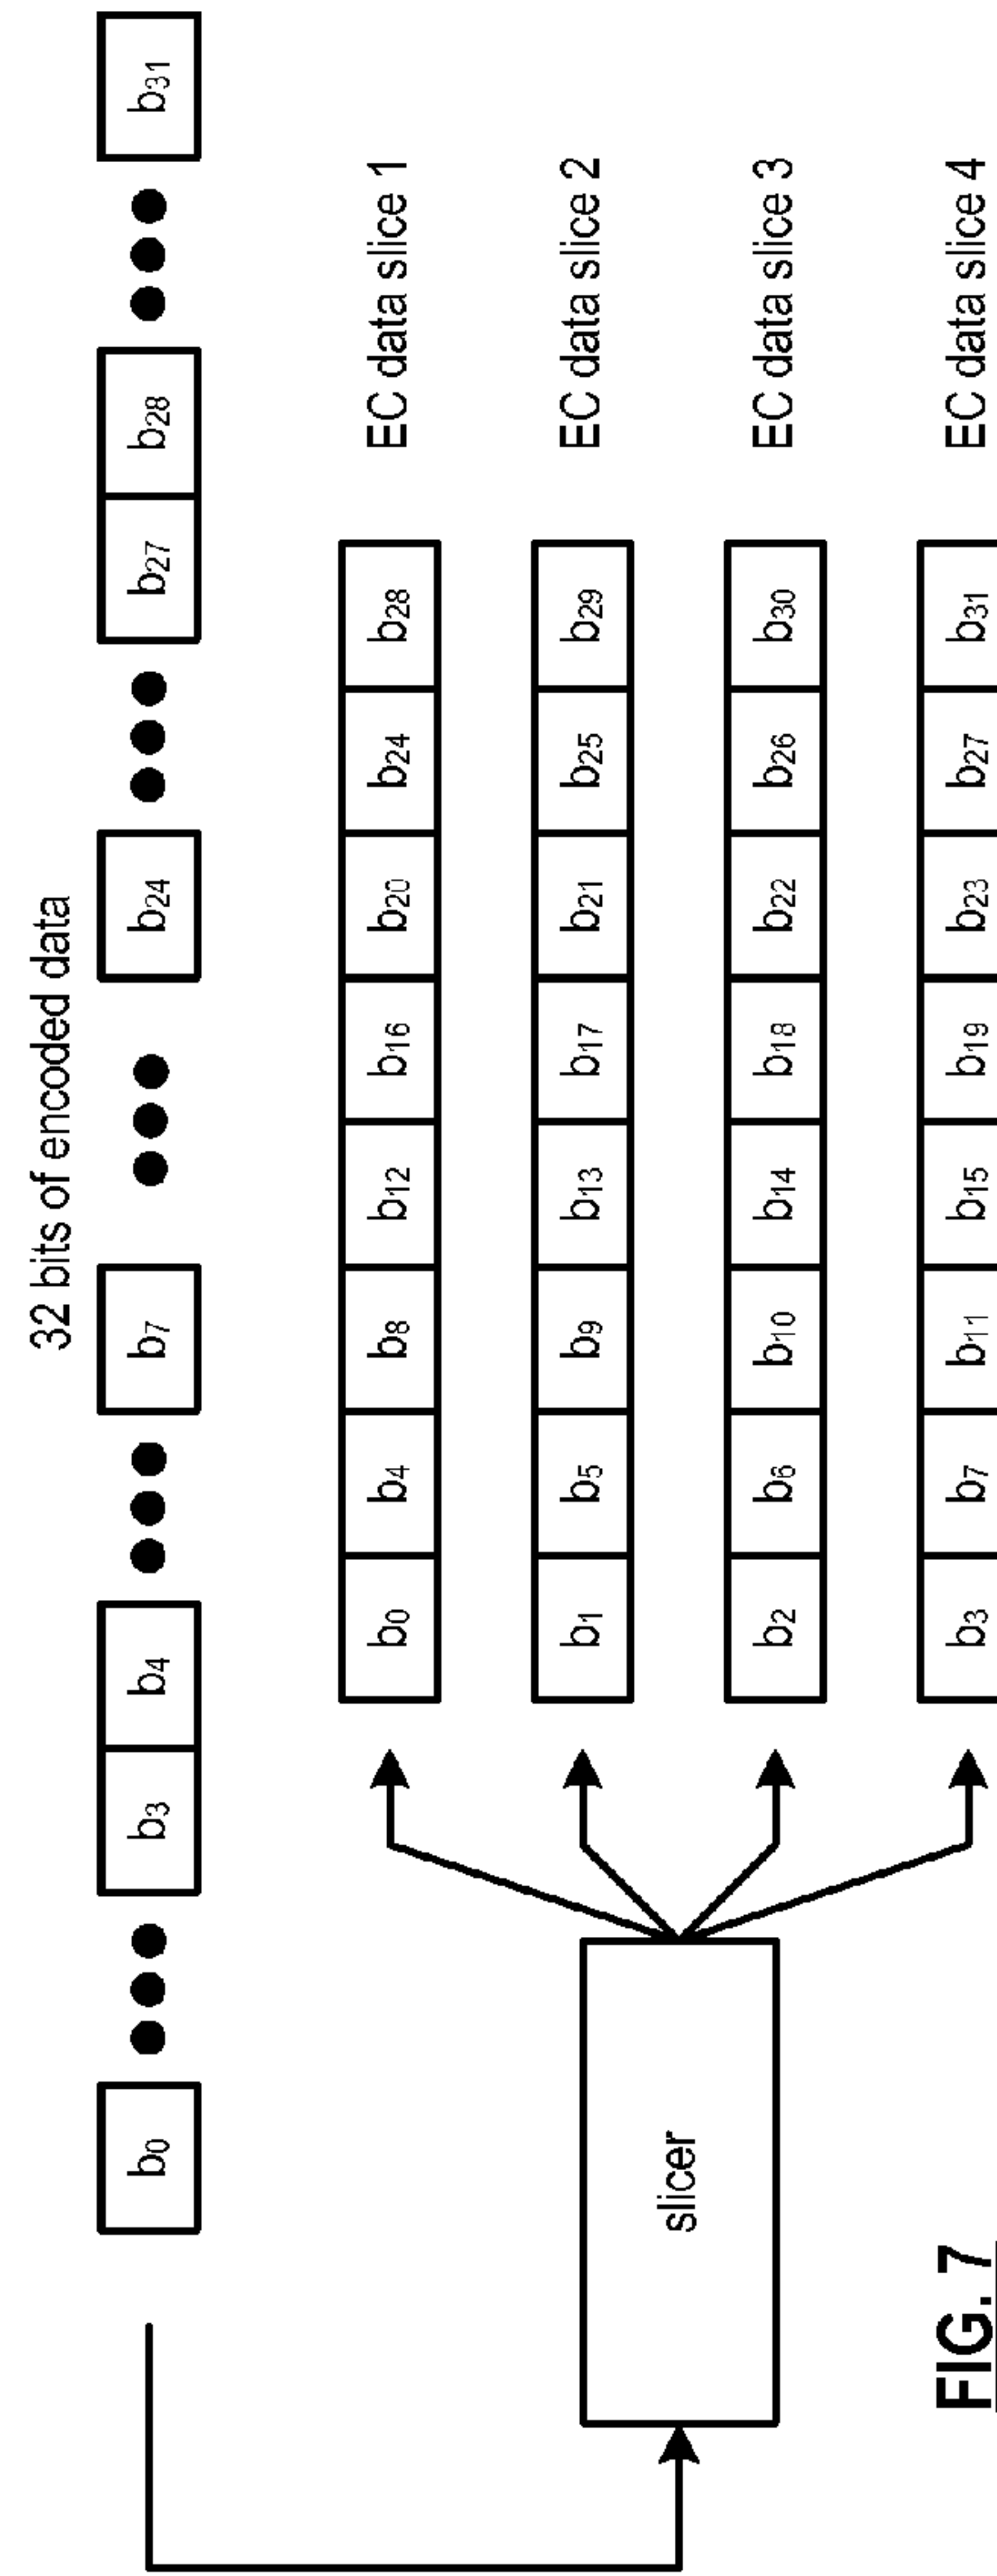 32 bits of encoded data
b0 ●●● b3 b4 ●●● b7 ●●● b24 ●●● b27 b28 ●●● b31
b0 b4 b8 b12 b16 b20 b24 b28 EC data slice 1
b1 b5 b9 b13 b17 b21 b25 b29 EC data slice 2
slicer
b2 b6 b10 b14 b18 b22 b26 b30 EC data slice 3
b3 b7 b11 b15 b19 b23 b27 b31 EC data slice 4
FIG. 7